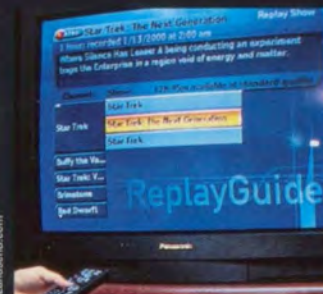 Replay Show
Star Trek: The Next Generation
1 hour recorded 1/13/2000 at 2:00 am
Where Silence Has Lease: A being conducting an experiment
traps the Enterprise in a region void of energy and matter.
Star Trek
Star Trek
Star Trek: The Next Generation
Star Trek
Buffy the Va...
Star Trek: V...
Grimstone
Red Dwarf
ReplayGuide
Panasonic